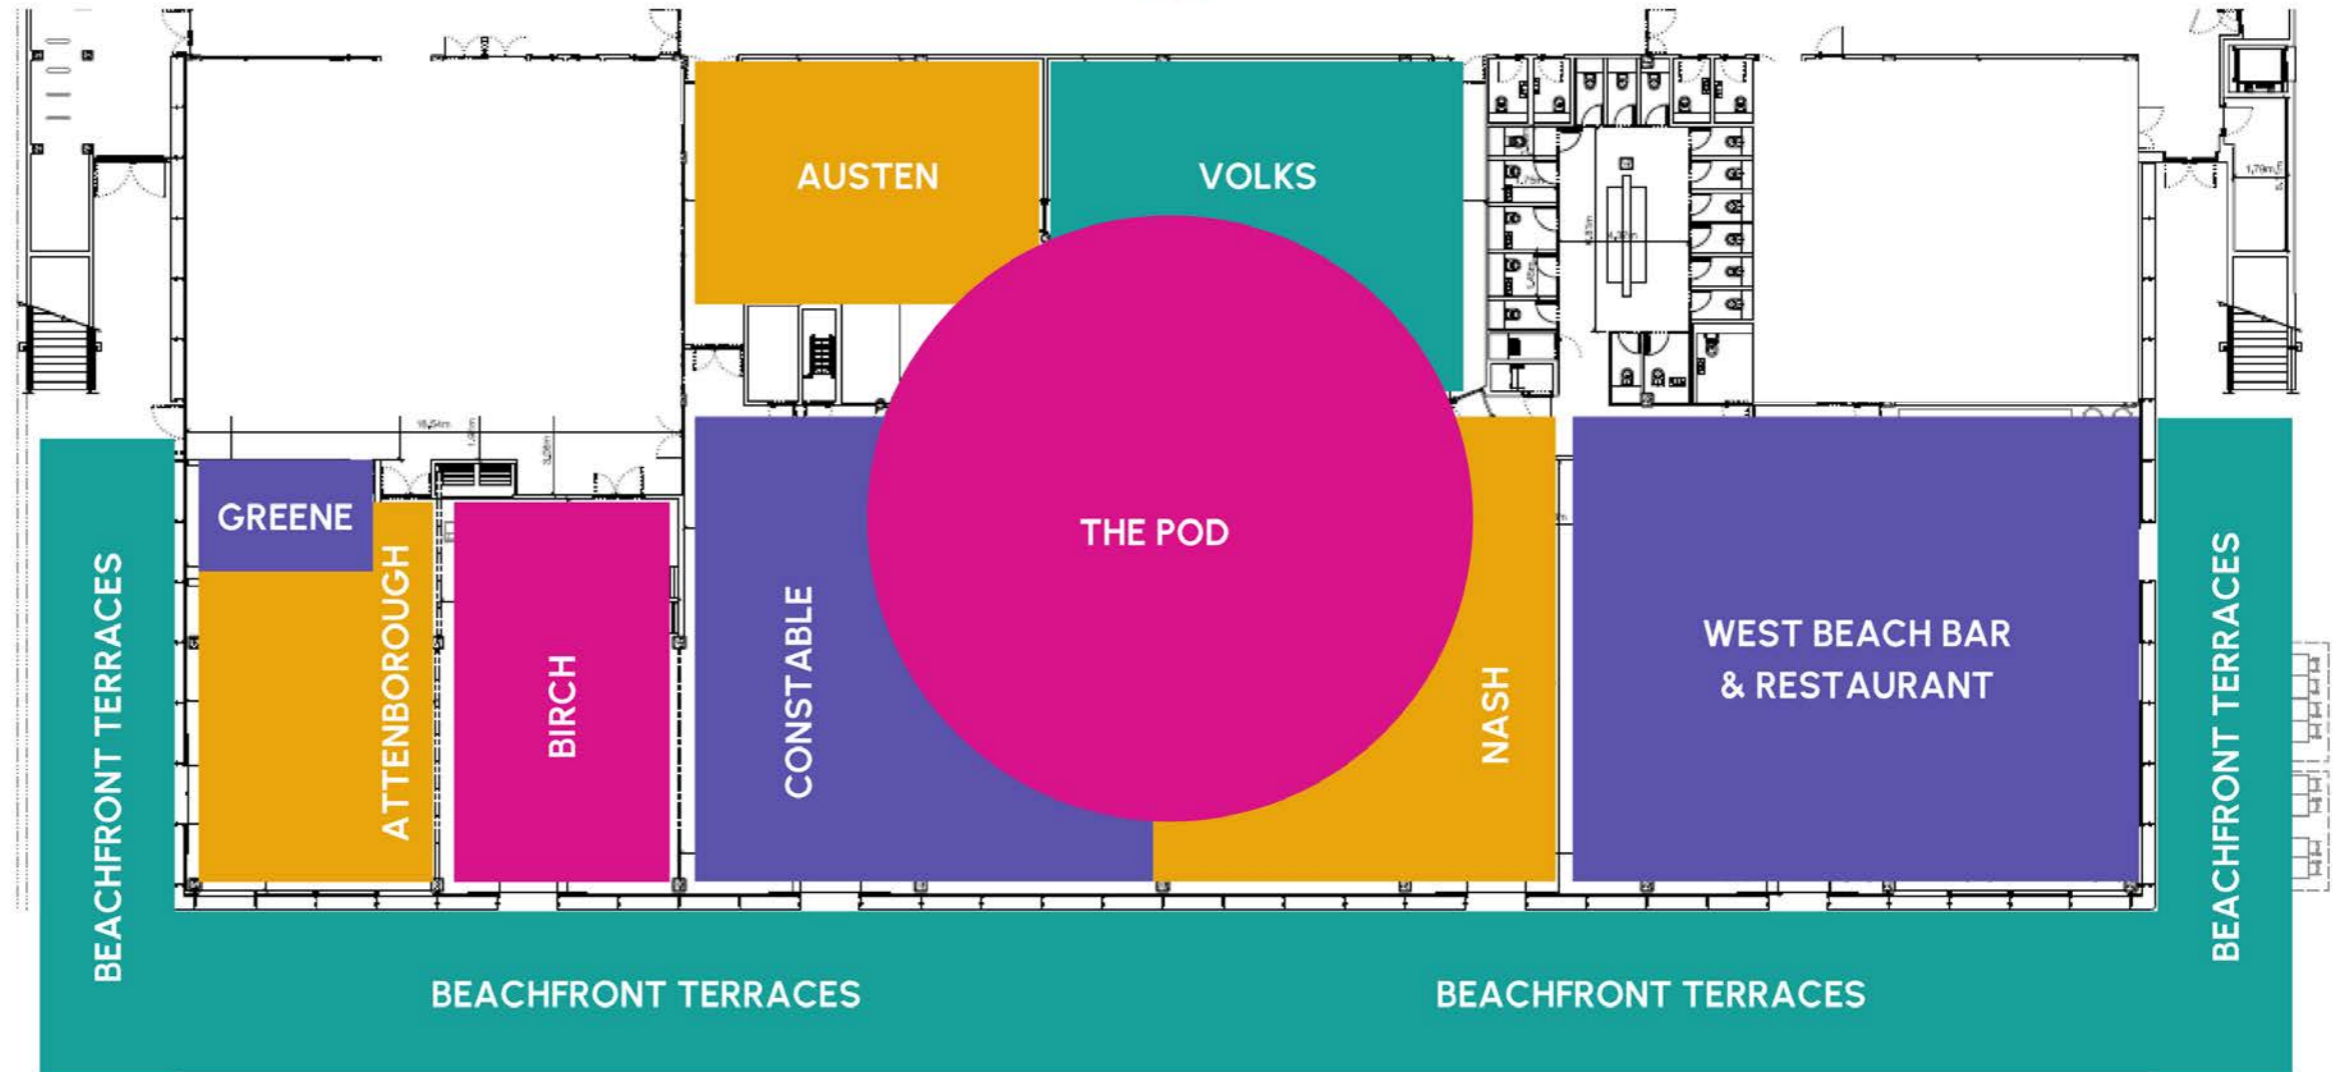 AUSTEN
VOLKS
GREENE
ATTENBOROUGH
BIRCH
CONSTABLE
THE POD
NASH
WEST BEACH BAR
& RESTAURANT
BEACHFRONT TERRACES
BEACHFRONT TERRACES
BEACHFRONT TERRACES
BEACHFRONT TERRACES